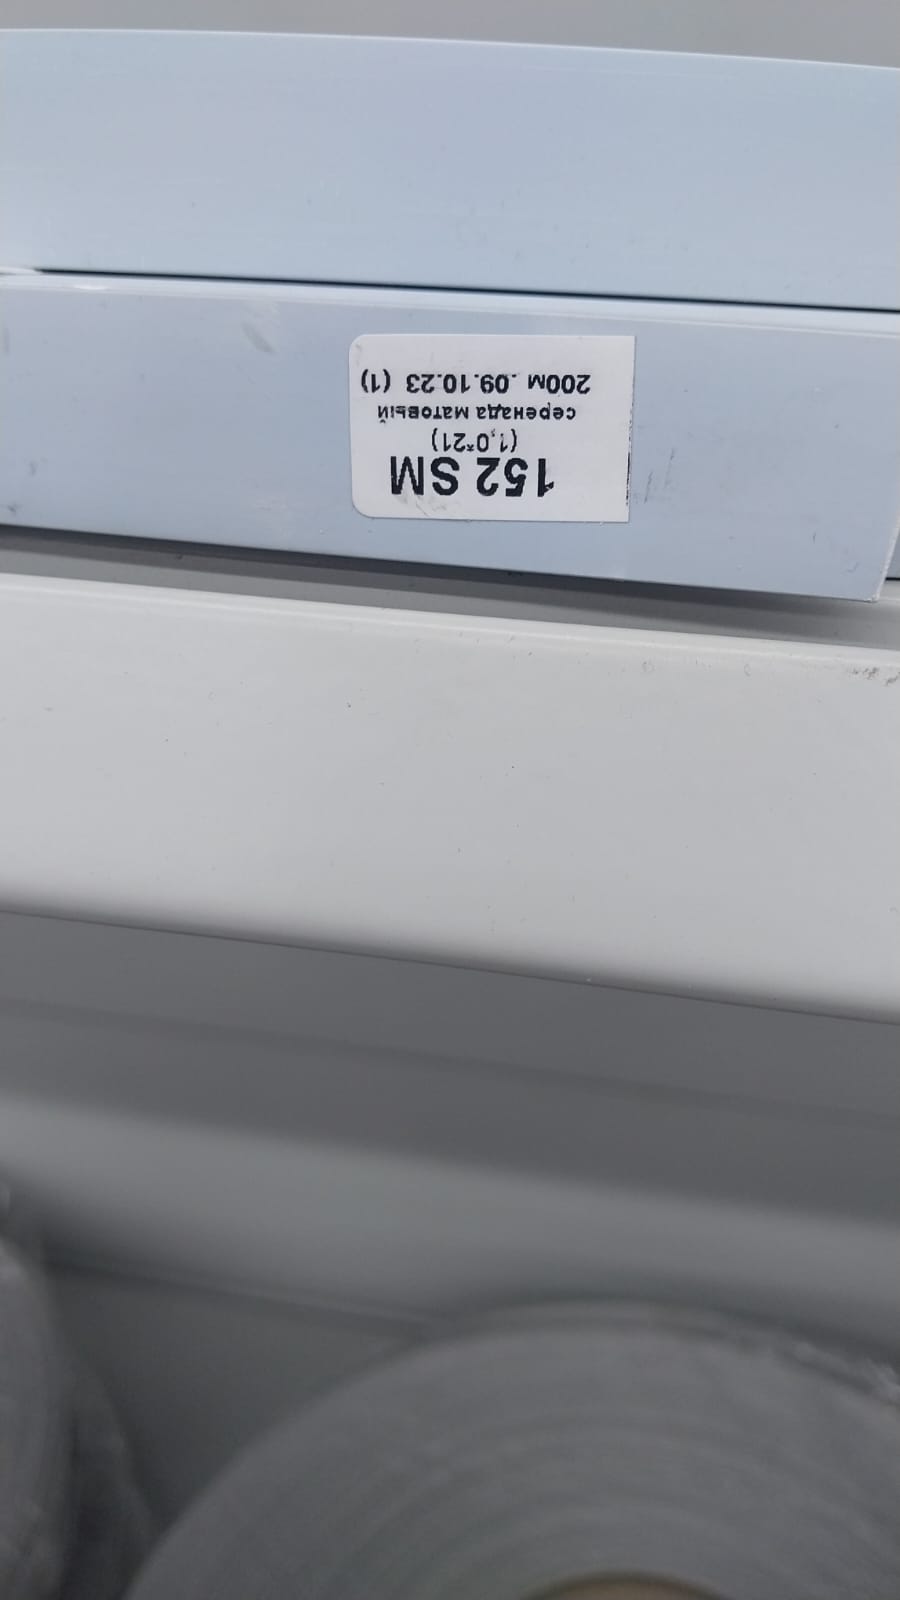 152 SM
(1,0*21)
серенада матовый
200м .09.10.23 (1)